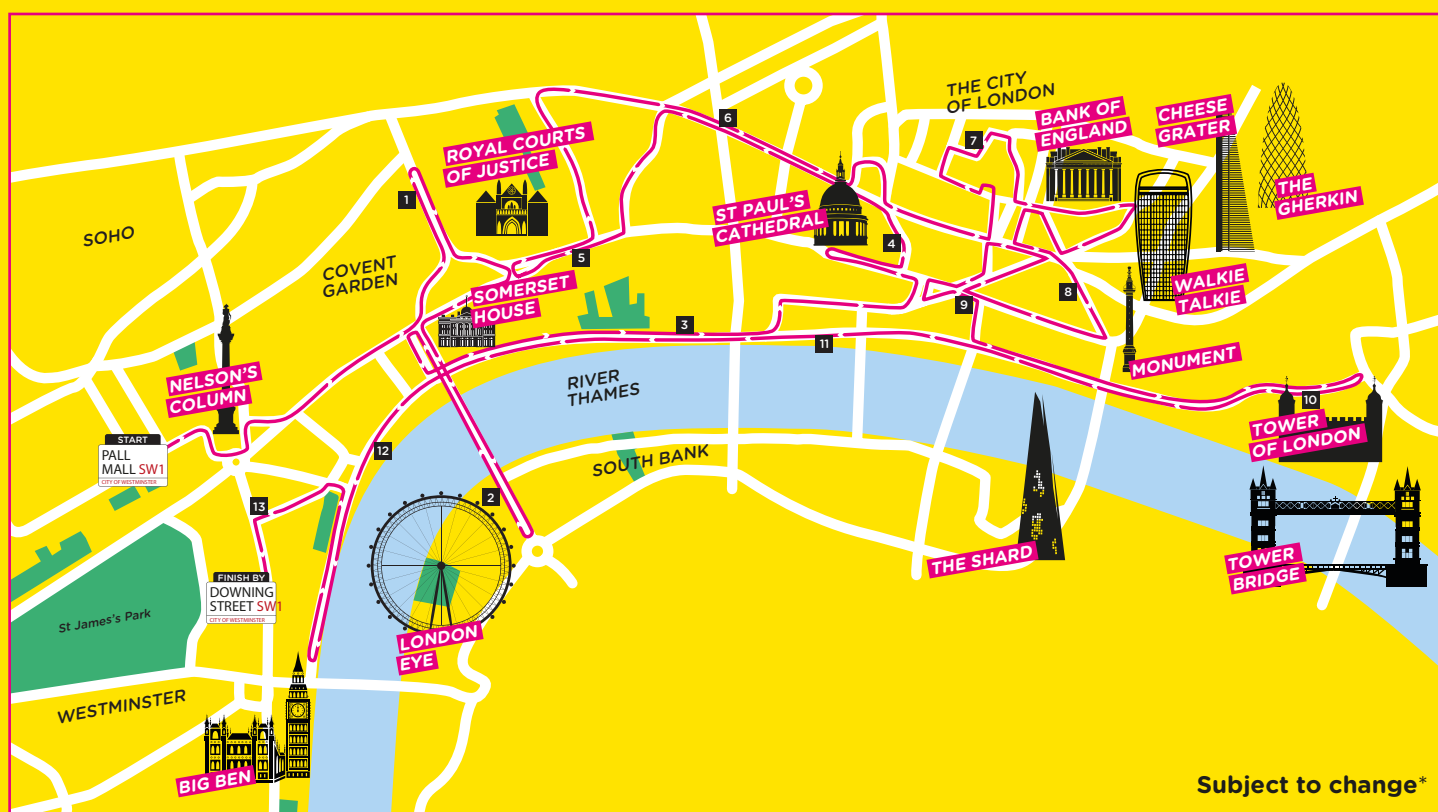 THE CITY
OF LONDON
BANK OF
ENGLAND
CHEESE
GRATER
6
7
ROYAL COURTS
OF JUSTICE
1
THE
GHERKIN
ST PAUL'S
CATHEDRAL
SOHO
4
COVENT
GARDEN
5
SOMERSET
HOUSE
8
WALKIE
TALKIE
9
3
11
MONUMENT
NELSON'S
COLUMN
RIVER
THAMES
10
TOWER
OF LONDON
START
PALL
MALL SW1
CITY OF WESTMINSTER
12
SOUTH BANK
2
13
THE SHARD
TOWER
BRIDGE
FINISH BY
DOWNING
STREET SW1
CITY OF WESTMINSTER
St James's Park
LONDON
EYE
WESTMINSTER
BIG BEN
Subject to change*